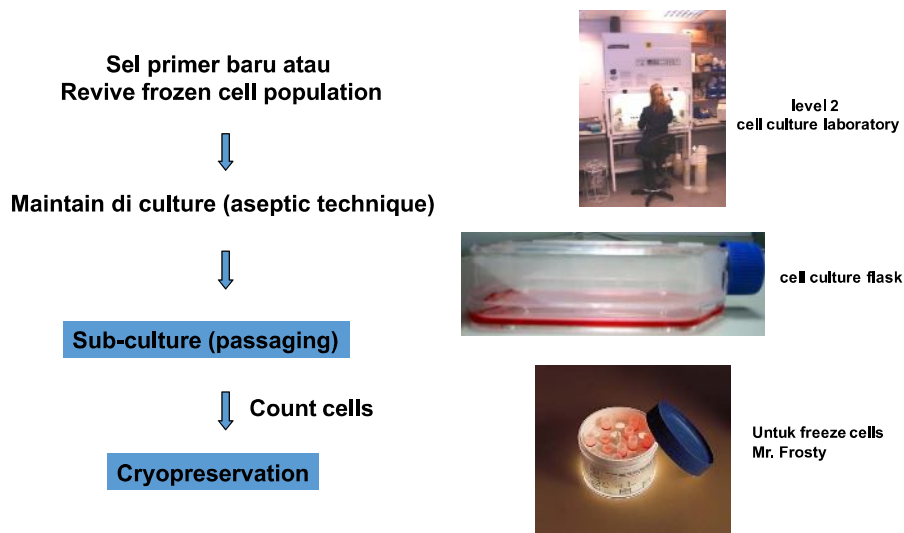 Sel primer baru atau
Revive frozen cell population
Maintain di culture (aseptic technique)
Sub-culture (passaging)
Count cells
Cryopreservation
level 2
cell culture laboratory
cell culture flask
Untuk freeze cells
Mr. Frosty